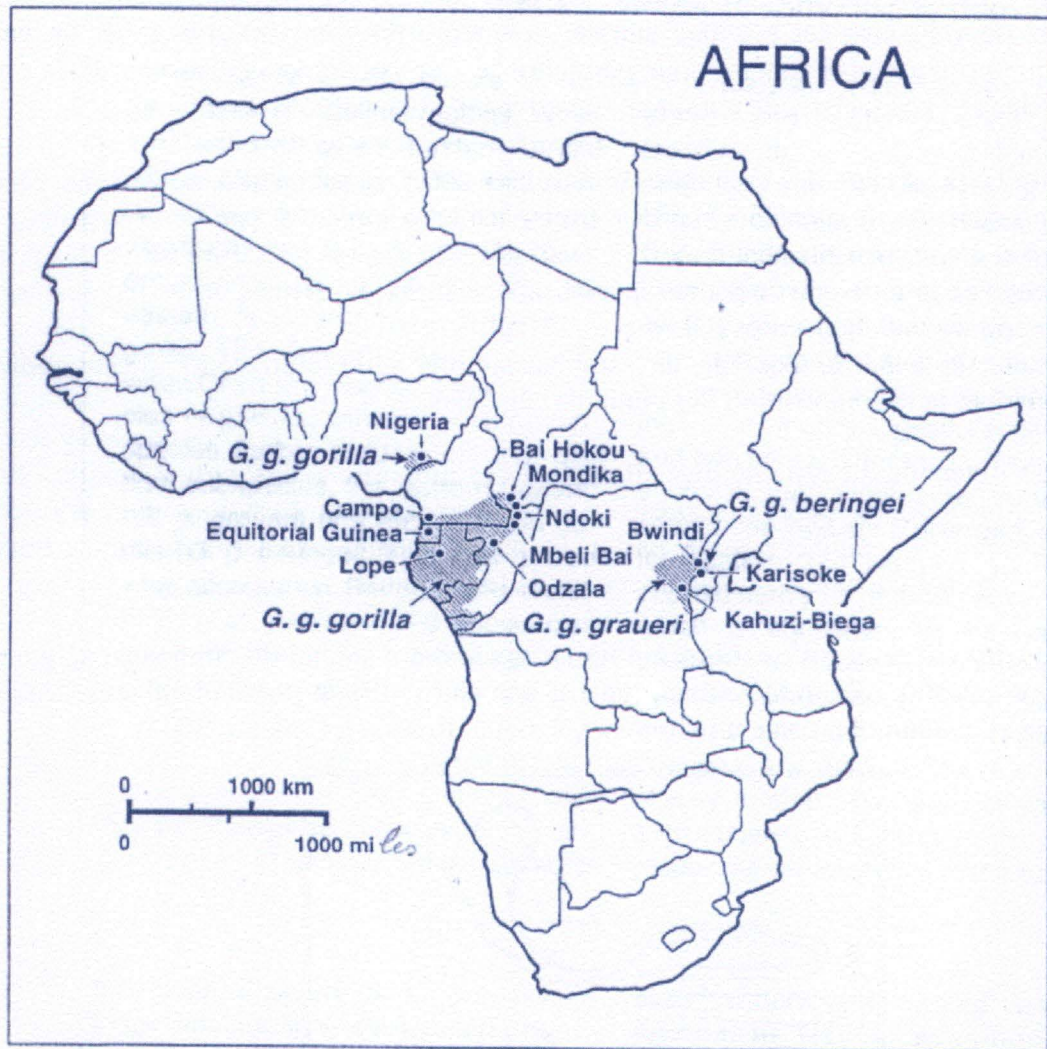 AFRICA
Nigeria
G. g. gorilla
Bai Hokou
Mondika
Campo
Ndoki
G. g. beringei
Equitorial Guinea
Bwindi
Mbeli Bai
Lope
Karisoke
Odzala
G. g. gorilla
G. g. graueri
Kahuzi-Biega
0 1000 km
0 1000 mi les